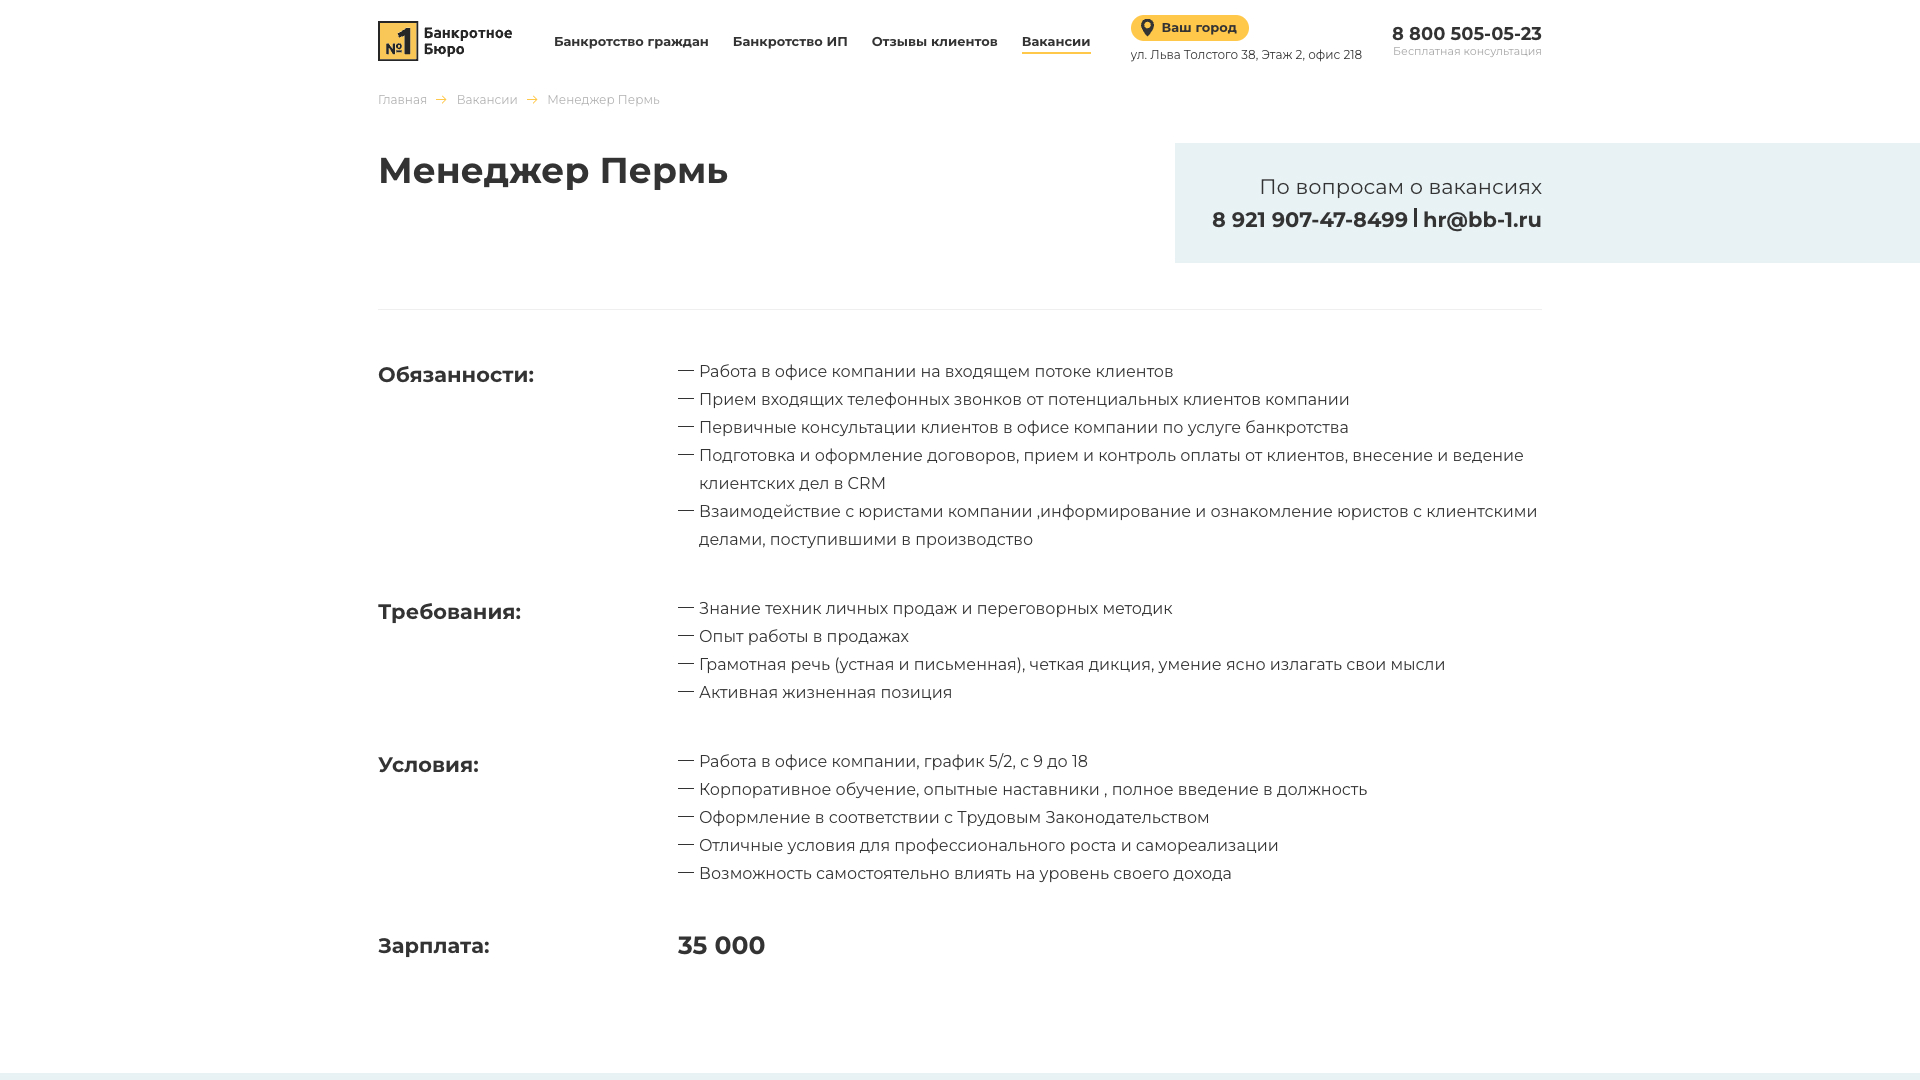 №1 Банкротное
Бюро
Банкротство граждан
Банкротство ИП
Отзывы клиентов
Вакансии
Ваш город
ул. Льва Толстого 38, Этаж 2, офис 218
8 800 505-05-23
Бесплатная консультация
Главная → Вакансии → Менеджер Пермь
Менеджер Пермь
По вопросам о вакансиях
8 921 907-47-8499 | hr@bb-1.ru
Обязанности:
— Работа в офисе компании на входящем потоке клиентов
— Прием входящих телефонных звонков от потенциальных клиентов компании
— Первичные консультации клиентов в офисе компании по услуге банкротства
— Подготовка и оформление договоров, прием и контроль оплаты от клиентов, внесение и ведение
клиентских дел в CRM
— Взаимодействие с юристами компании ,информирование и ознакомление юристов с клиентскими
делами, поступившими в производство
Требования:
— Знание техник личных продаж и переговорных методик
— Опыт работы в продажах
— Грамотная речь (устная и письменная), четкая дикция, умение ясно излагать свои мысли
— Активная жизненная позиция
Условия:
— Работа в офисе компании, график 5/2, с 9 до 18
— Корпоративное обучение, опытные наставники , полное введение в должность
— Оформление в соответствии с Трудовым Законодательством
— Отличные условия для профессионального роста и самореализации
— Возможность самостоятельно влиять на уровень своего дохода
Зарплата:
35 000